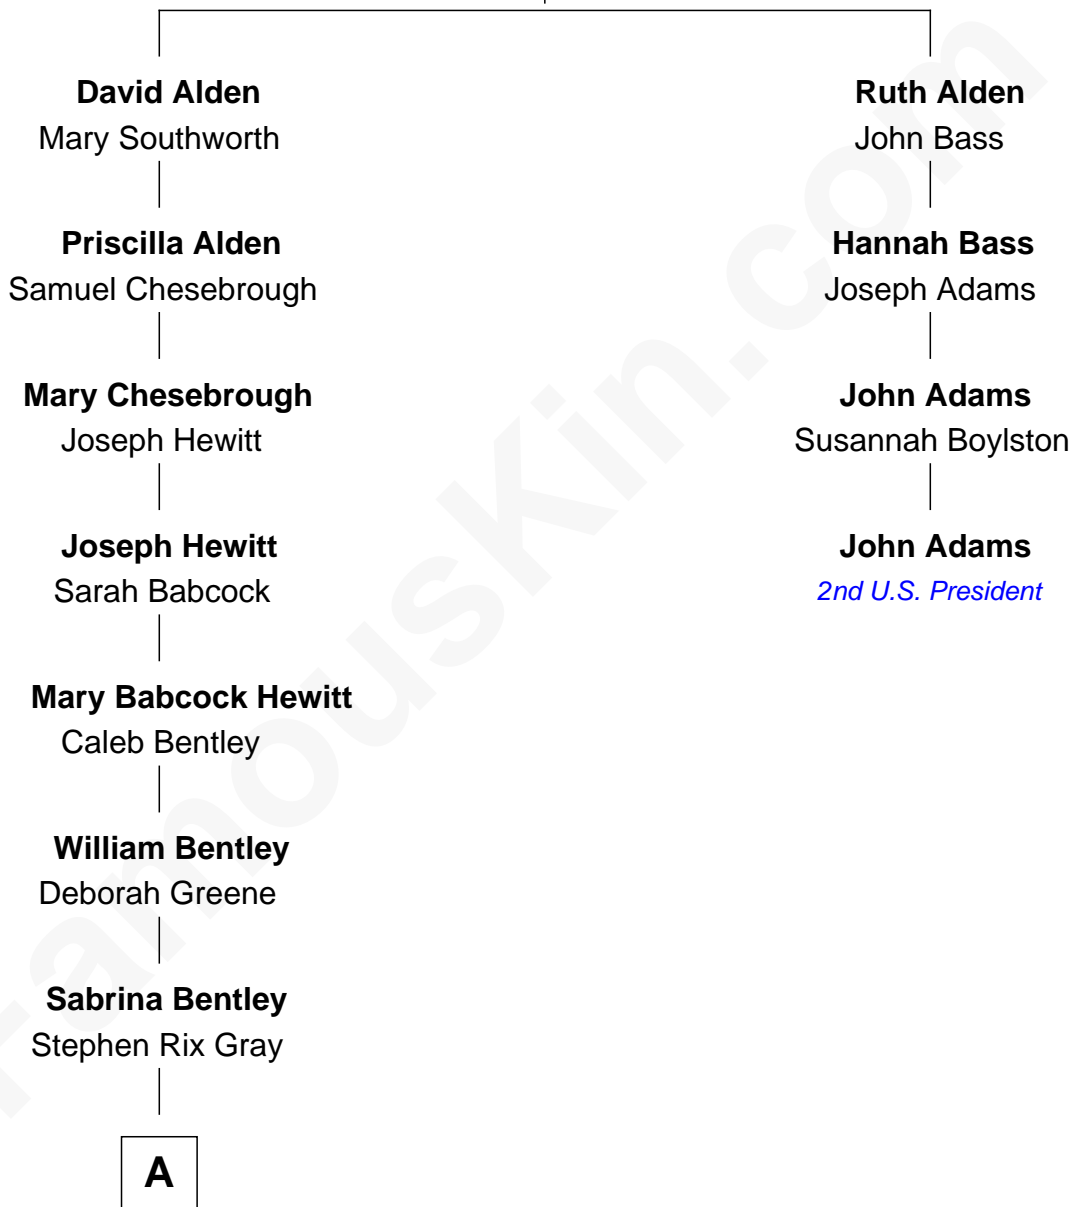 David Alden
Mary Southworth
Ruth Alden
John Bass
Priscilla Alden
Samuel Chesebrough
Hannah Bass
Joseph Adams
Mary Chesebrough
Joseph Hewitt
John Adams
Susannah Boylston
Joseph Hewitt
Sarah Babcock
John Adams
2nd U.S. President
Mary Babcock Hewitt
Caleb Bentley
William Bentley
Deborah Greene
Sabrina Bentley
Stephen Rix Gray
A
FamousKin.com